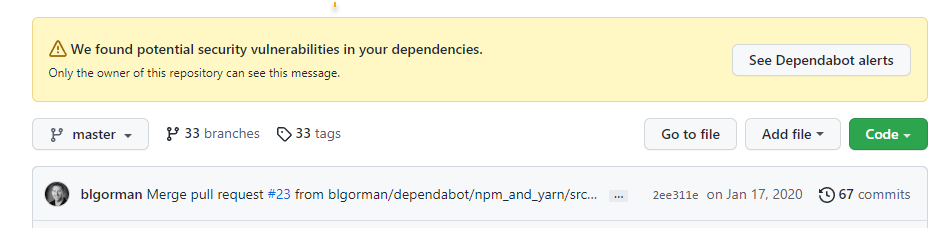 We found potential security vulnerabilities in your dependencies.
Only the owner of this repository can see this message.
See Dependabot alerts
master
33 branches
33 tags
Go to file
Add file
Code
blgorman Merge pull request #23 from blgorman/dependabot/npm_and_yarn/src... ... 2ee311e on Jan 17, 2020 67 commits